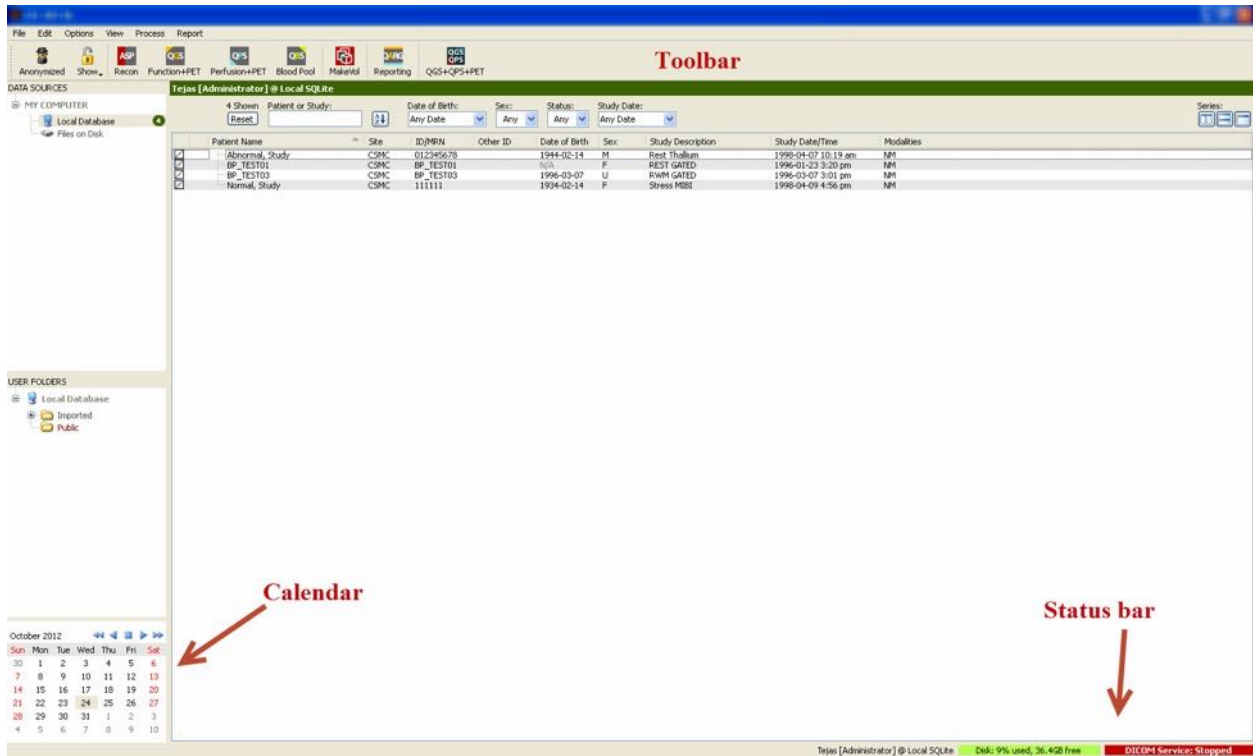 File Edit Options View Process Report
Anonymized Show Recon Function+PET Perfusion+PET Blood Pool MakeVol Reporting QGS+QPS+PET
ASP QGS QPS QBS QARG QGS QPS
Toolbar
DATA SOURCES
MY COMPUTER
Local Database 4
Files on Disk
Tejas [Administrator] @ Local SQLite
4 Shown Patient or Study: Date of Birth: Sex: Status: Study Date: Series:
Reset Any Date Any Any Any Date
Patient Name Site ID/MRN Other ID Date of Birth Sex Study Description Study Date/Time Modalities
Abnormal, Study CSMC 012345678 1944-02-14 M Rest Thallium 1998-04-07 10:19 am NM
BP_TEST01 CSMC BP_TEST01 N/A F REST GATED 1996-01-23 3:20 pm NM
BP_TEST03 CSMC BP_TEST03 1996-03-07 U RWM GATED 1996-03-07 3:01 pm NM
Normal, Study CSMC 111111 1934-02-14 F Stress MIBI 1998-04-09 4:56 pm NM
USER FOLDERS
Local Database
Imported
Public
Calendar
Status bar
October 2012
Sun Mon Tue Wed Thu Fri Sat
30 1 2 3 4 5 6
7 8 9 10 11 12 13
14 15 16 17 18 19 20
21 22 23 24 25 26 27
28 29 30 31 1 2 3
4 5 6 7 8 9 10
Tejas [Administrator] @ Local SQLite Disk: 9% used, 36.4GB free DICOM Service: Stopped